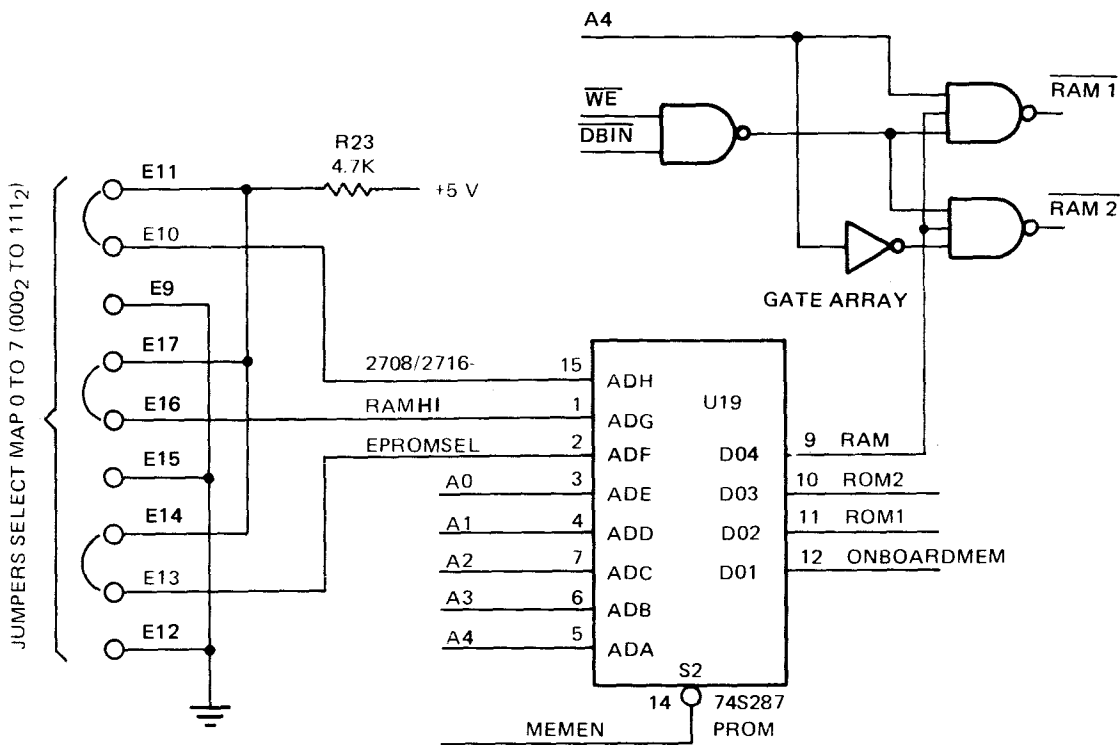 A4
WE
DBIN
RAM 1
RAM 2
GATE ARRAY
R23
4.7K
+5 V
JUMPERS SELECT MAP 0 TO 7 (000₂ TO 111₂)
E11
E10
E9
E17
E16
E15
E14
E13
E12
2708/2716-
RAMHI
EPROMSEL
A0
A1
A2
A3
A4
15
1
2
3
4
7
6
5
ADH
ADG
ADF
ADE
ADD
ADC
ADB
ADA
U19
D04
D03
D02
D01
9 RAM
10 ROM2
11 ROM1
12 ONBOARDMEM
S2
14
74S287
PROM
MEMEN